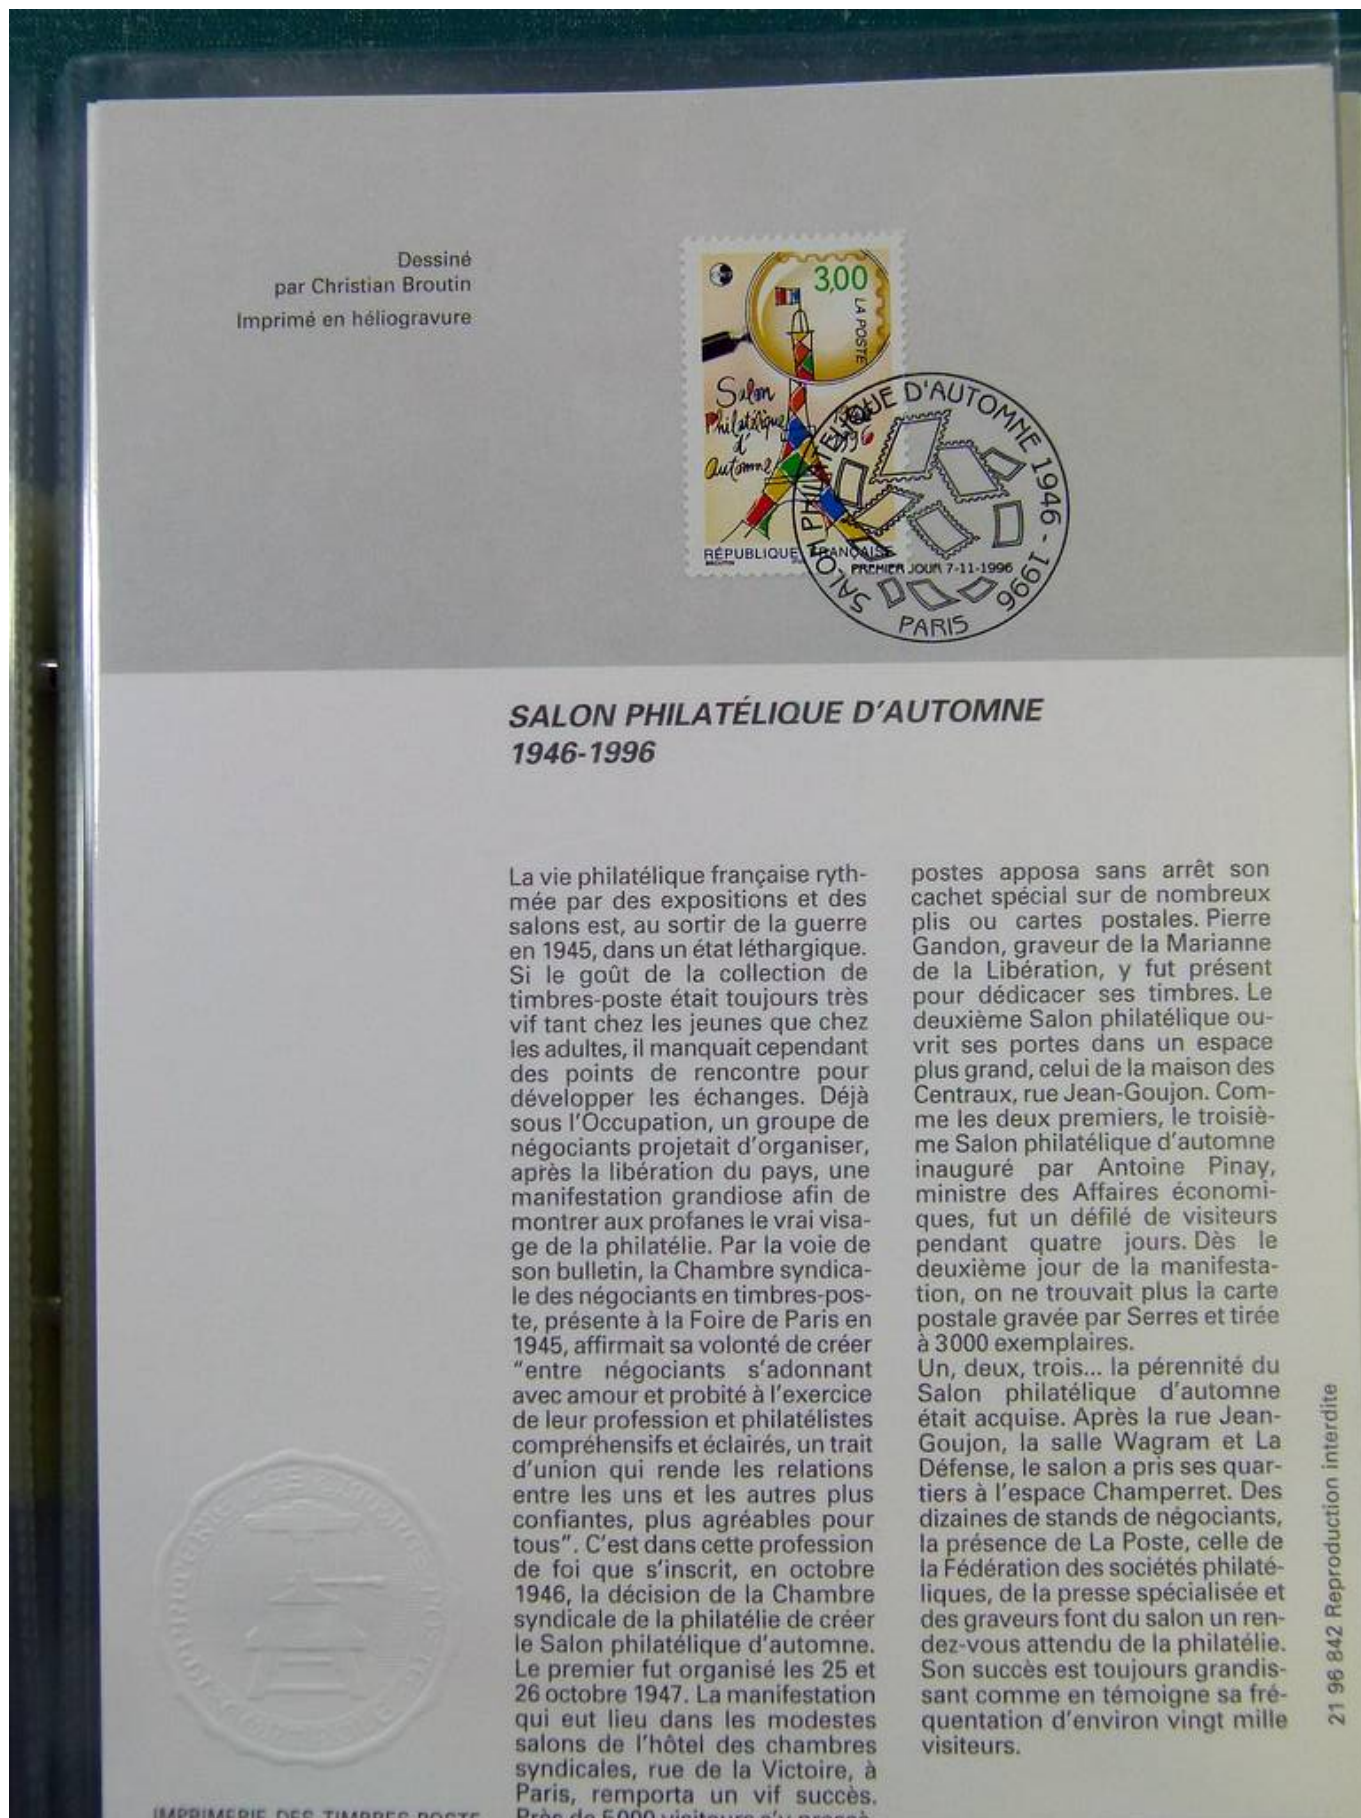 Dessiné
par Christian Broutin
Imprimé en héliogravure
3,00
LA POSTE
Salon
Philatélique
d'
Automne
1996
RÉPUBLIQUE FRANÇAISE
BROUTIN
SALON PHILATELIQUE D'AUTOMNE 1946 - 1996
PREMIER JOUR 7-11-1996
PARIS
SALON PHILATÉLIQUE D'AUTOMNE
1946-1996
La vie philatélique française ryth-
mée par des expositions et des
salons est, au sortir de la guerre
en 1945, dans un état léthargique.
Si le goût de la collection de
timbres-poste était toujours très
vif tant chez les jeunes que chez
les adultes, il manquait cependant
des points de rencontre pour
développer les échanges. Déjà
sous l'Occupation, un groupe de
négociants projetait d'organiser,
après la libération du pays, une
manifestation grandiose afin de
montrer aux profanes le vrai visa-
ge de la philatélie. Par la voie de
son bulletin, la Chambre syndica-
le des négociants en timbres-pos-
te, présente à la Foire de Paris en
1945, affirmait sa volonté de créer
"entre négociants s'adonnant
avec amour et probité à l'exercice
de leur profession et philatélistes
compréhensifs et éclairés, un trait
d'union qui rende les relations
entre les uns et les autres plus
confiantes, plus agréables pour
tous". C'est dans cette profession
de foi que s'inscrit, en octobre
1946, la décision de la Chambre
syndicale de la philatélie de créer
le Salon philatélique d'automne.
Le premier fut organisé les 25 et
26 octobre 1947. La manifestation
qui eut lieu dans les modestes
salons de l'hôtel des chambres
syndicales, rue de la Victoire, à
Paris, remporta un vif succès.
Près de 5000 visiteurs s'y pressè-
postes apposa sans arrêt son
cachet spécial sur de nombreux
plis ou cartes postales. Pierre
Gandon, graveur de la Marianne
de la Libération, y fut présent
pour dédicacer ses timbres. Le
deuxième Salon philatélique ou-
vrit ses portes dans un espace
plus grand, celui de la maison des
Centraux, rue Jean-Goujon. Com-
me les deux premiers, le troisiè-
me Salon philatélique d'automne
inauguré par Antoine Pinay,
ministre des Affaires économi-
ques, fut un défilé de visiteurs
pendant quatre jours. Dès le
deuxième jour de la manifesta-
tion, on ne trouvait plus la carte
postale gravée par Serres et tirée
à 3000 exemplaires.
Un, deux, trois... la pérennité du
Salon philatélique d'automne
était acquise. Après la rue Jean-
Goujon, la salle Wagram et La
Défense, le salon a pris ses quar-
tiers à l'espace Champerret. Des
dizaines de stands de négociants,
la présence de La Poste, celle de
la Fédération des sociétés philaté-
liques, de la presse spécialisée et
des graveurs font du salon un ren-
dez-vous attendu de la philatélie.
Son succès est toujours grandis-
sant comme en témoigne sa fré-
quentation d'environ vingt mille
visiteurs.
21 96 842 Reproduction interdite
IMPRIMERIE DES TIMBRES-POSTE